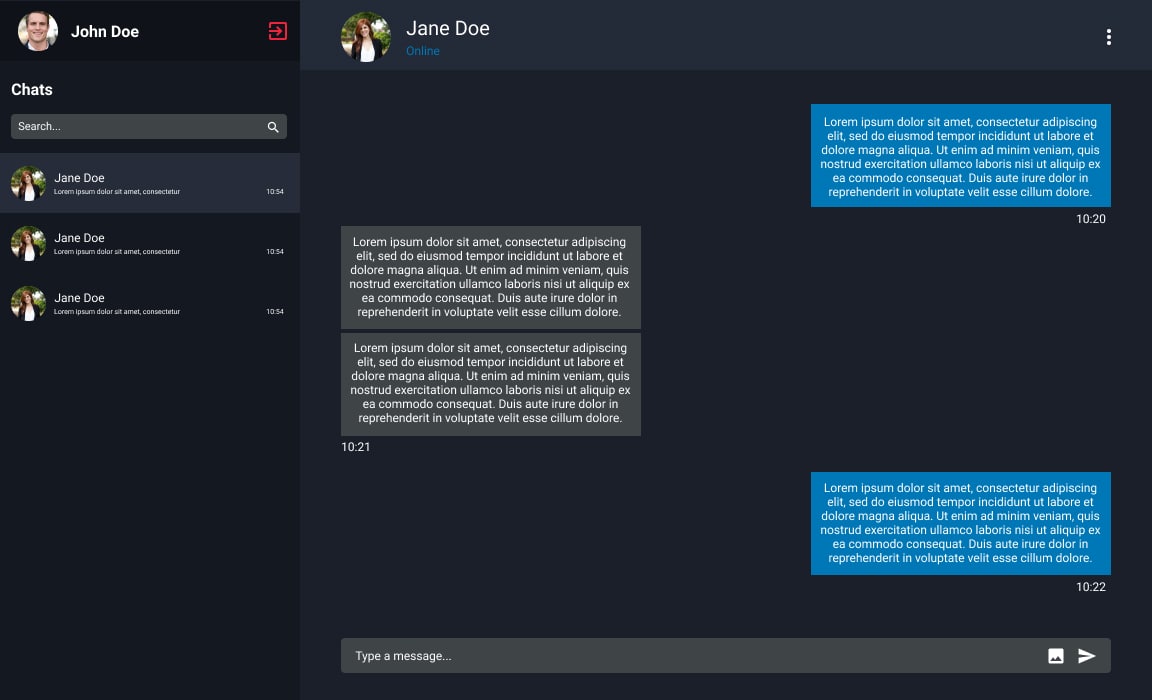 John Doe
Chats
Search...
Jane Doe
Lorem ipsum dolor sit amet, consectetur
10:54
Jane Doe
Lorem ipsum dolor sit amet, consectetur
10:54
Jane Doe
Lorem ipsum dolor sit amet, consectetur
10:54
Jane Doe
Online
Lorem ipsum dolor sit amet, consectetur adipiscing
elit, sed do eiusmod tempor incididunt ut labore et
dolore magna aliqua. Ut enim ad minim veniam, quis
nostrud exercitation ullamco laboris nisi ut aliquip ex
ea commodo consequat. Duis aute irure dolor in
reprehenderit in voluptate velit esse cillum dolore.
10:20
Lorem ipsum dolor sit amet, consectetur adipiscing
elit, sed do eiusmod tempor incididunt ut labore et
dolore magna aliqua. Ut enim ad minim veniam, quis
nostrud exercitation ullamco laboris nisi ut aliquip ex
ea commodo consequat. Duis aute irure dolor in
reprehenderit in voluptate velit esse cillum dolore.
Lorem ipsum dolor sit amet, consectetur adipiscing
elit, sed do eiusmod tempor incididunt ut labore et
dolore magna aliqua. Ut enim ad minim veniam, quis
nostrud exercitation ullamco laboris nisi ut aliquip ex
ea commodo consequat. Duis aute irure dolor in
reprehenderit in voluptate velit esse cillum dolore.
10:21
Lorem ipsum dolor sit amet, consectetur adipiscing
elit, sed do eiusmod tempor incididunt ut labore et
dolore magna aliqua. Ut enim ad minim veniam, quis
nostrud exercitation ullamco laboris nisi ut aliquip ex
ea commodo consequat. Duis aute irure dolor in
reprehenderit in voluptate velit esse cillum dolore.
10:22
Type a message...